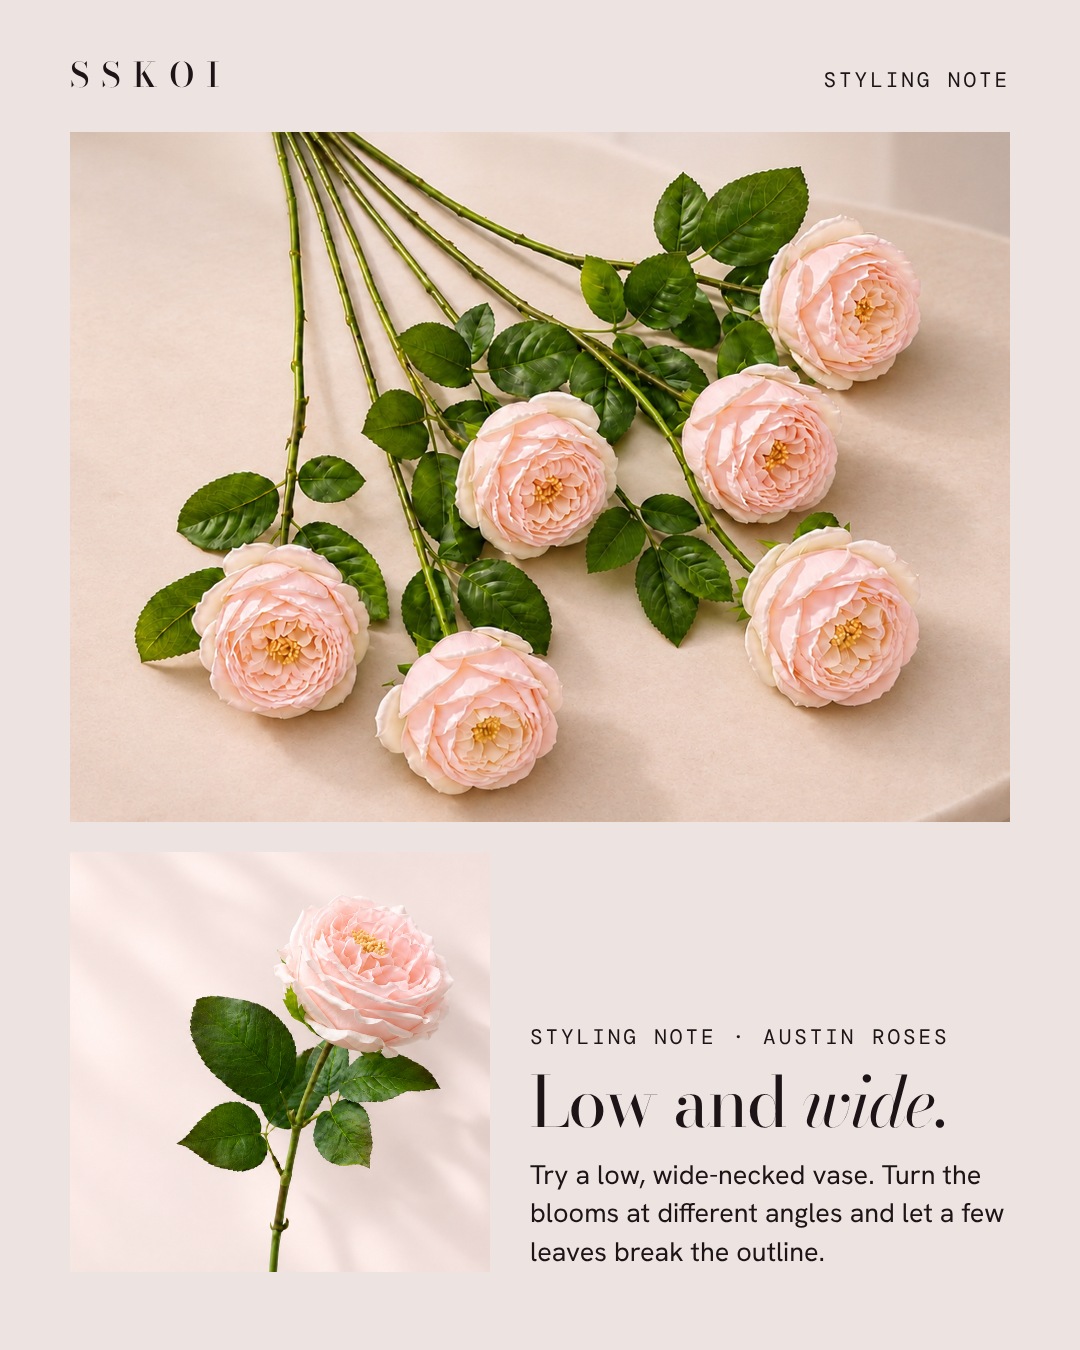 SSKOI
STYLING NOTE
STYLING NOTE · AUSTIN ROSES
Low and wide.
Try a low, wide-necked vase. Turn the
blooms at different angles and let a few
leaves break the outline.